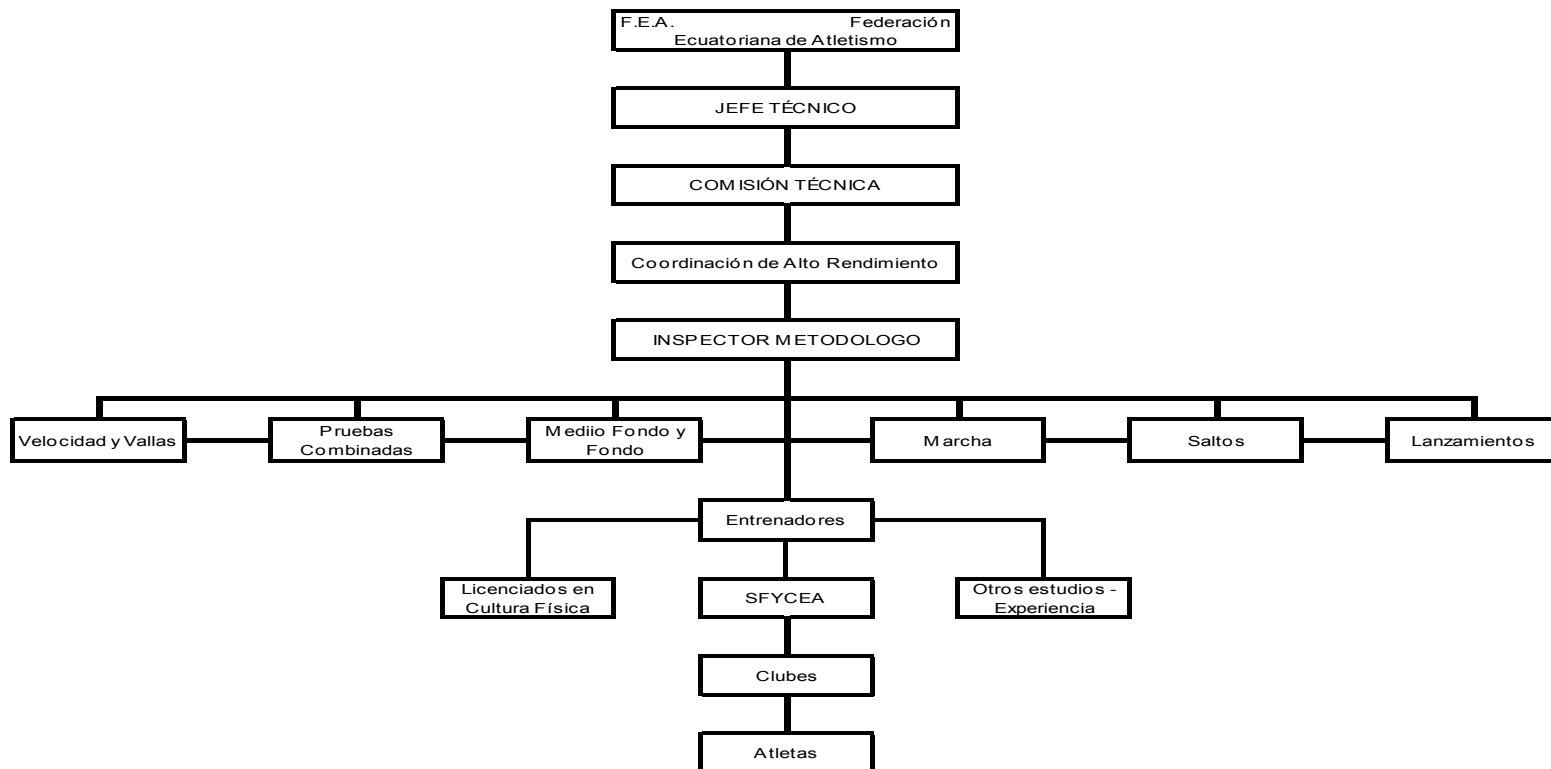 F.E.A. Federación
Ecuatoriana de Atletismo
JEFE TÉCNICO
COMISIÓN TÉCNICA
Coordinación de Alto Rendimiento
INSPECTOR METODOLOGO
Velocidad y Vallas
Pruebas
Combinadas
Mediio Fondo y
Fondo
Marcha
Saltos
Lanzamientos
Entrenadores
Licenciados en
Cultura Física
SFYCEA
Otros estudios -
Experiencia
Clubes
Atletas